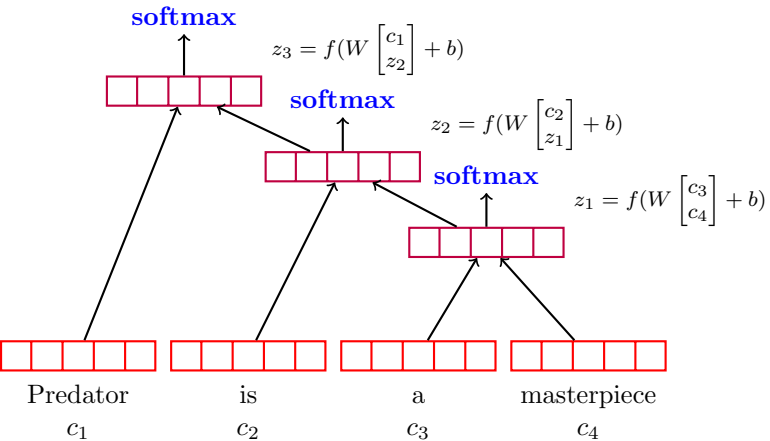 softmax
z₃ = f(W [c₁ z₂] + b)
softmax
z₂ = f(W [c₂ z₁] + b)
softmax
z₁ = f(W [c₃ c₄] + b)
Predator is a masterpiece
c₁ c₂ c₃ c₄